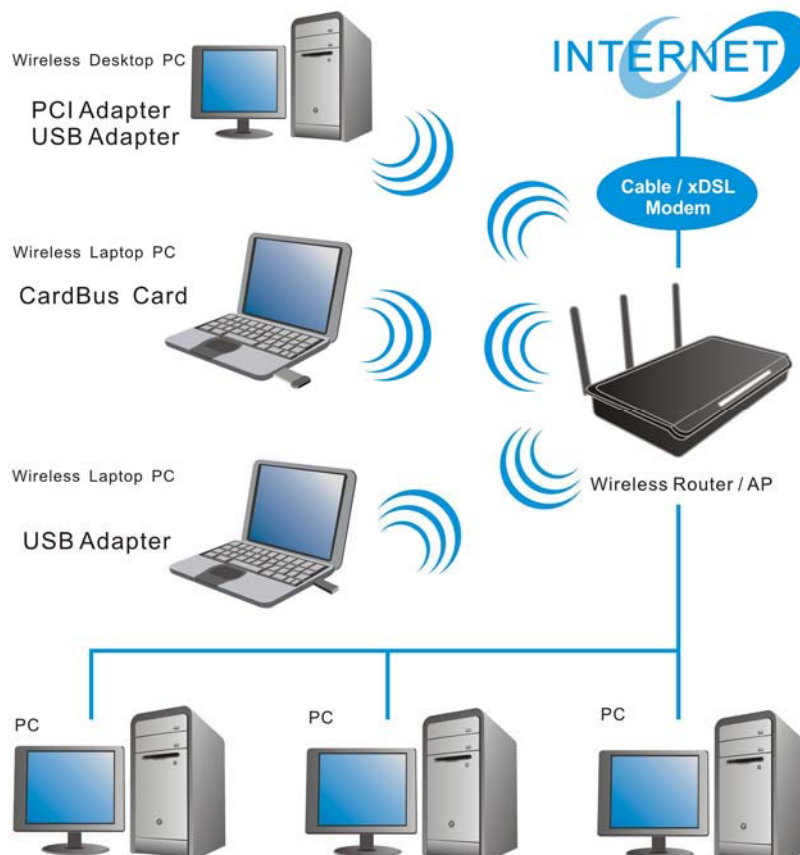 Wireless Desktop PC
PCI Adapter
USB Adapter
INTERNET
Cable / xDSL
Modem
Wireless Laptop PC
CardBus Card
Wireless Laptop PC
USB Adapter
Wireless Router / AP
PC
PC
PC